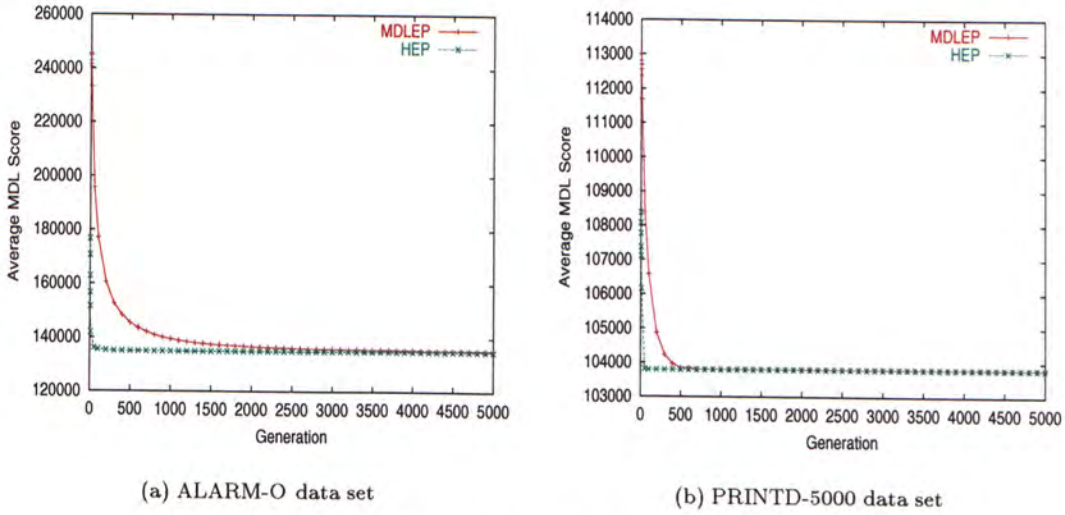 260000
240000
220000
200000
180000
160000
140000
120000
Average MDL Score
MDLEP
HEP
0 500 1000 1500 2000 2500 3000 3500 4000 4500 5000
Generation
(a) ALARM-O data set
114000
113000
112000
111000
110000
109000
108000
107000
106000
105000
104000
103000
Average MDL Score
MDLEP
HEP
0 500 1000 1500 2000 2500 3000 3500 4000 4500 5000
Generation
(b) PRINTD-5000 data set